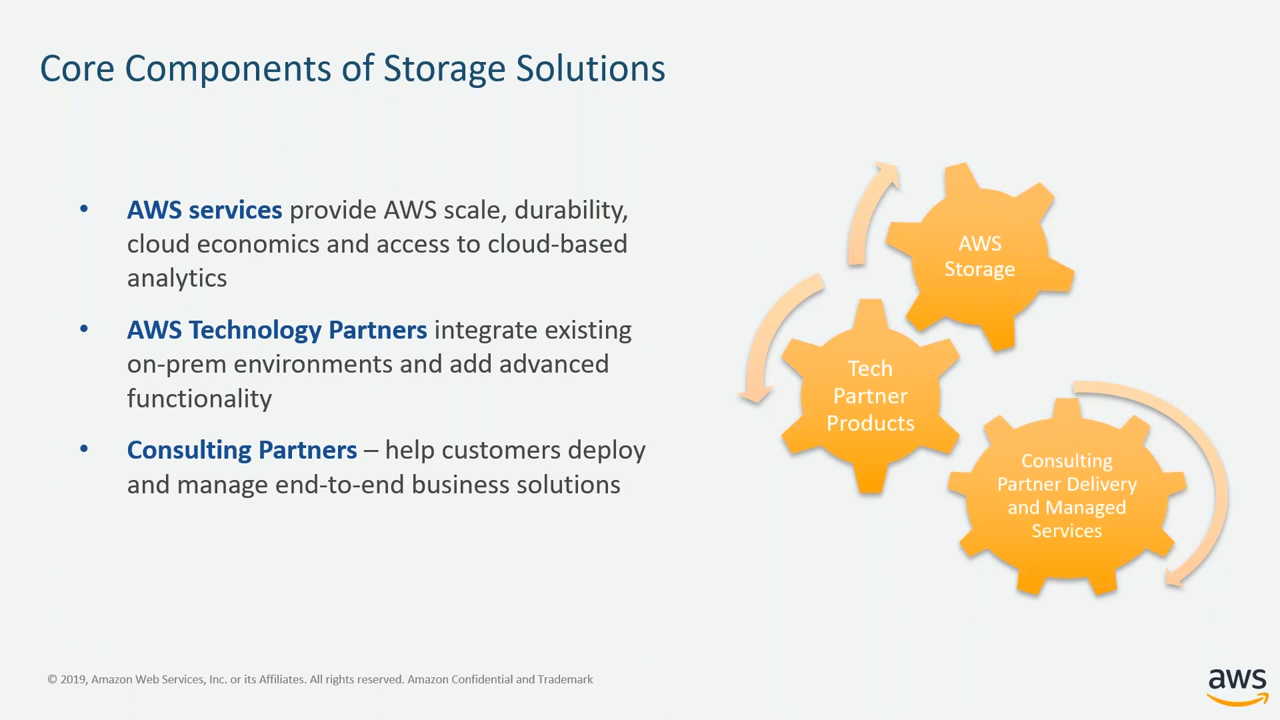 Core Components of Storage Solutions
• AWS services provide AWS scale, durability,
cloud economics and access to cloud-based
analytics
• AWS Technology Partners integrate existing
on-prem environments and add advanced
functionality
• Consulting Partners – help customers deploy
and manage end-to-end business solutions
AWS
Storage
Tech
Partner
Products
Consulting
Partner Delivery
and Managed
Services
© 2019, Amazon Web Services, Inc. or its Affiliates. All rights reserved. Amazon Confidential and Trademark
aws